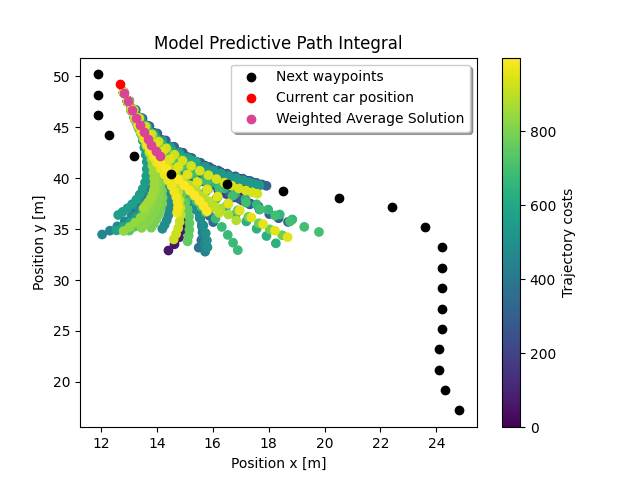 Model Predictive Path Integral
Next waypoints
Current car position
Weighted Average Solution
50
45
40
35
30
25
20
Position y [m]
12
14
16
18
20
22
24
Position x [m]
800
600
400
200
0
Trajectory costs